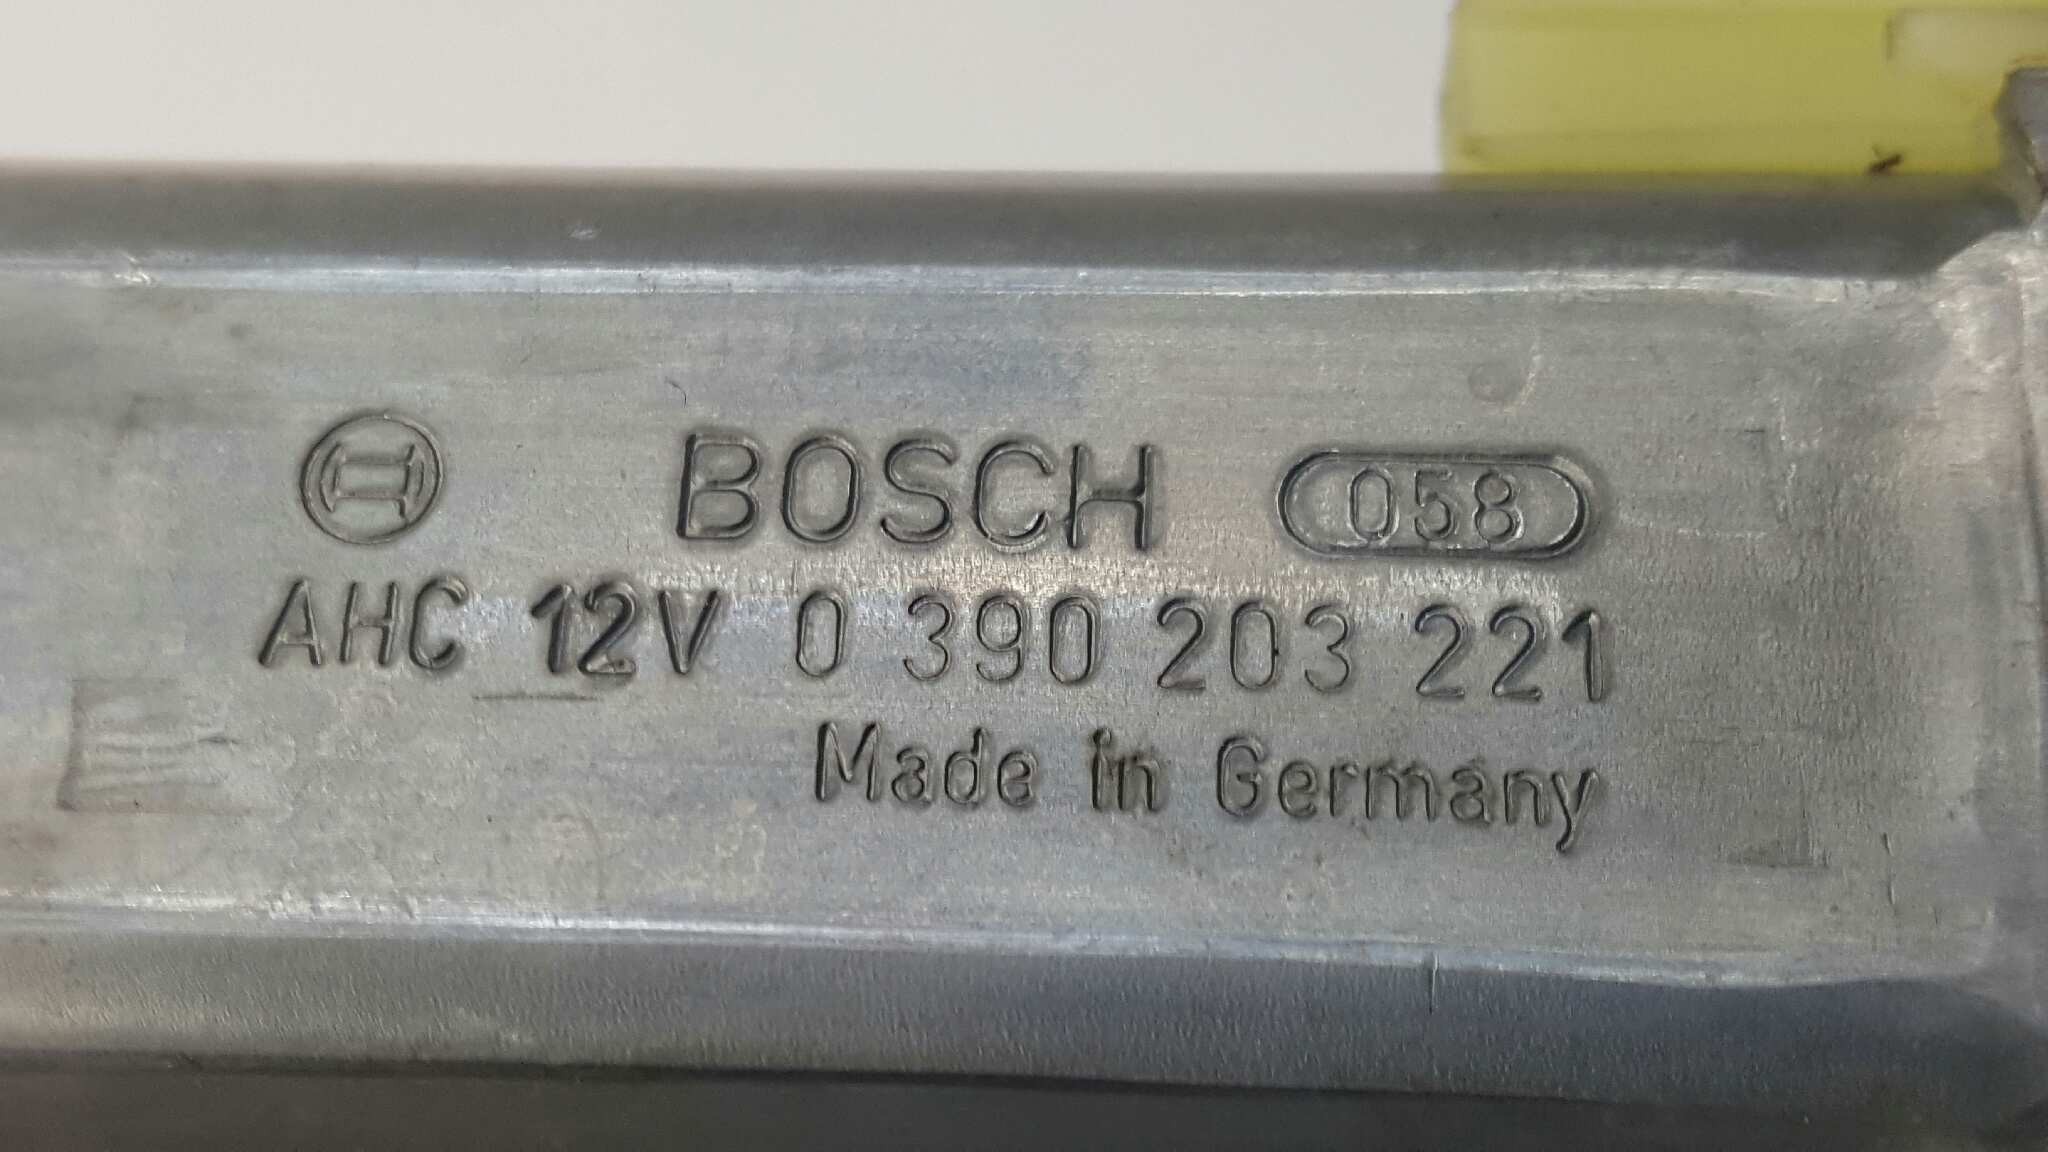 BOSCH 058
AHC 12V 0 390 203 221
Made in Germany